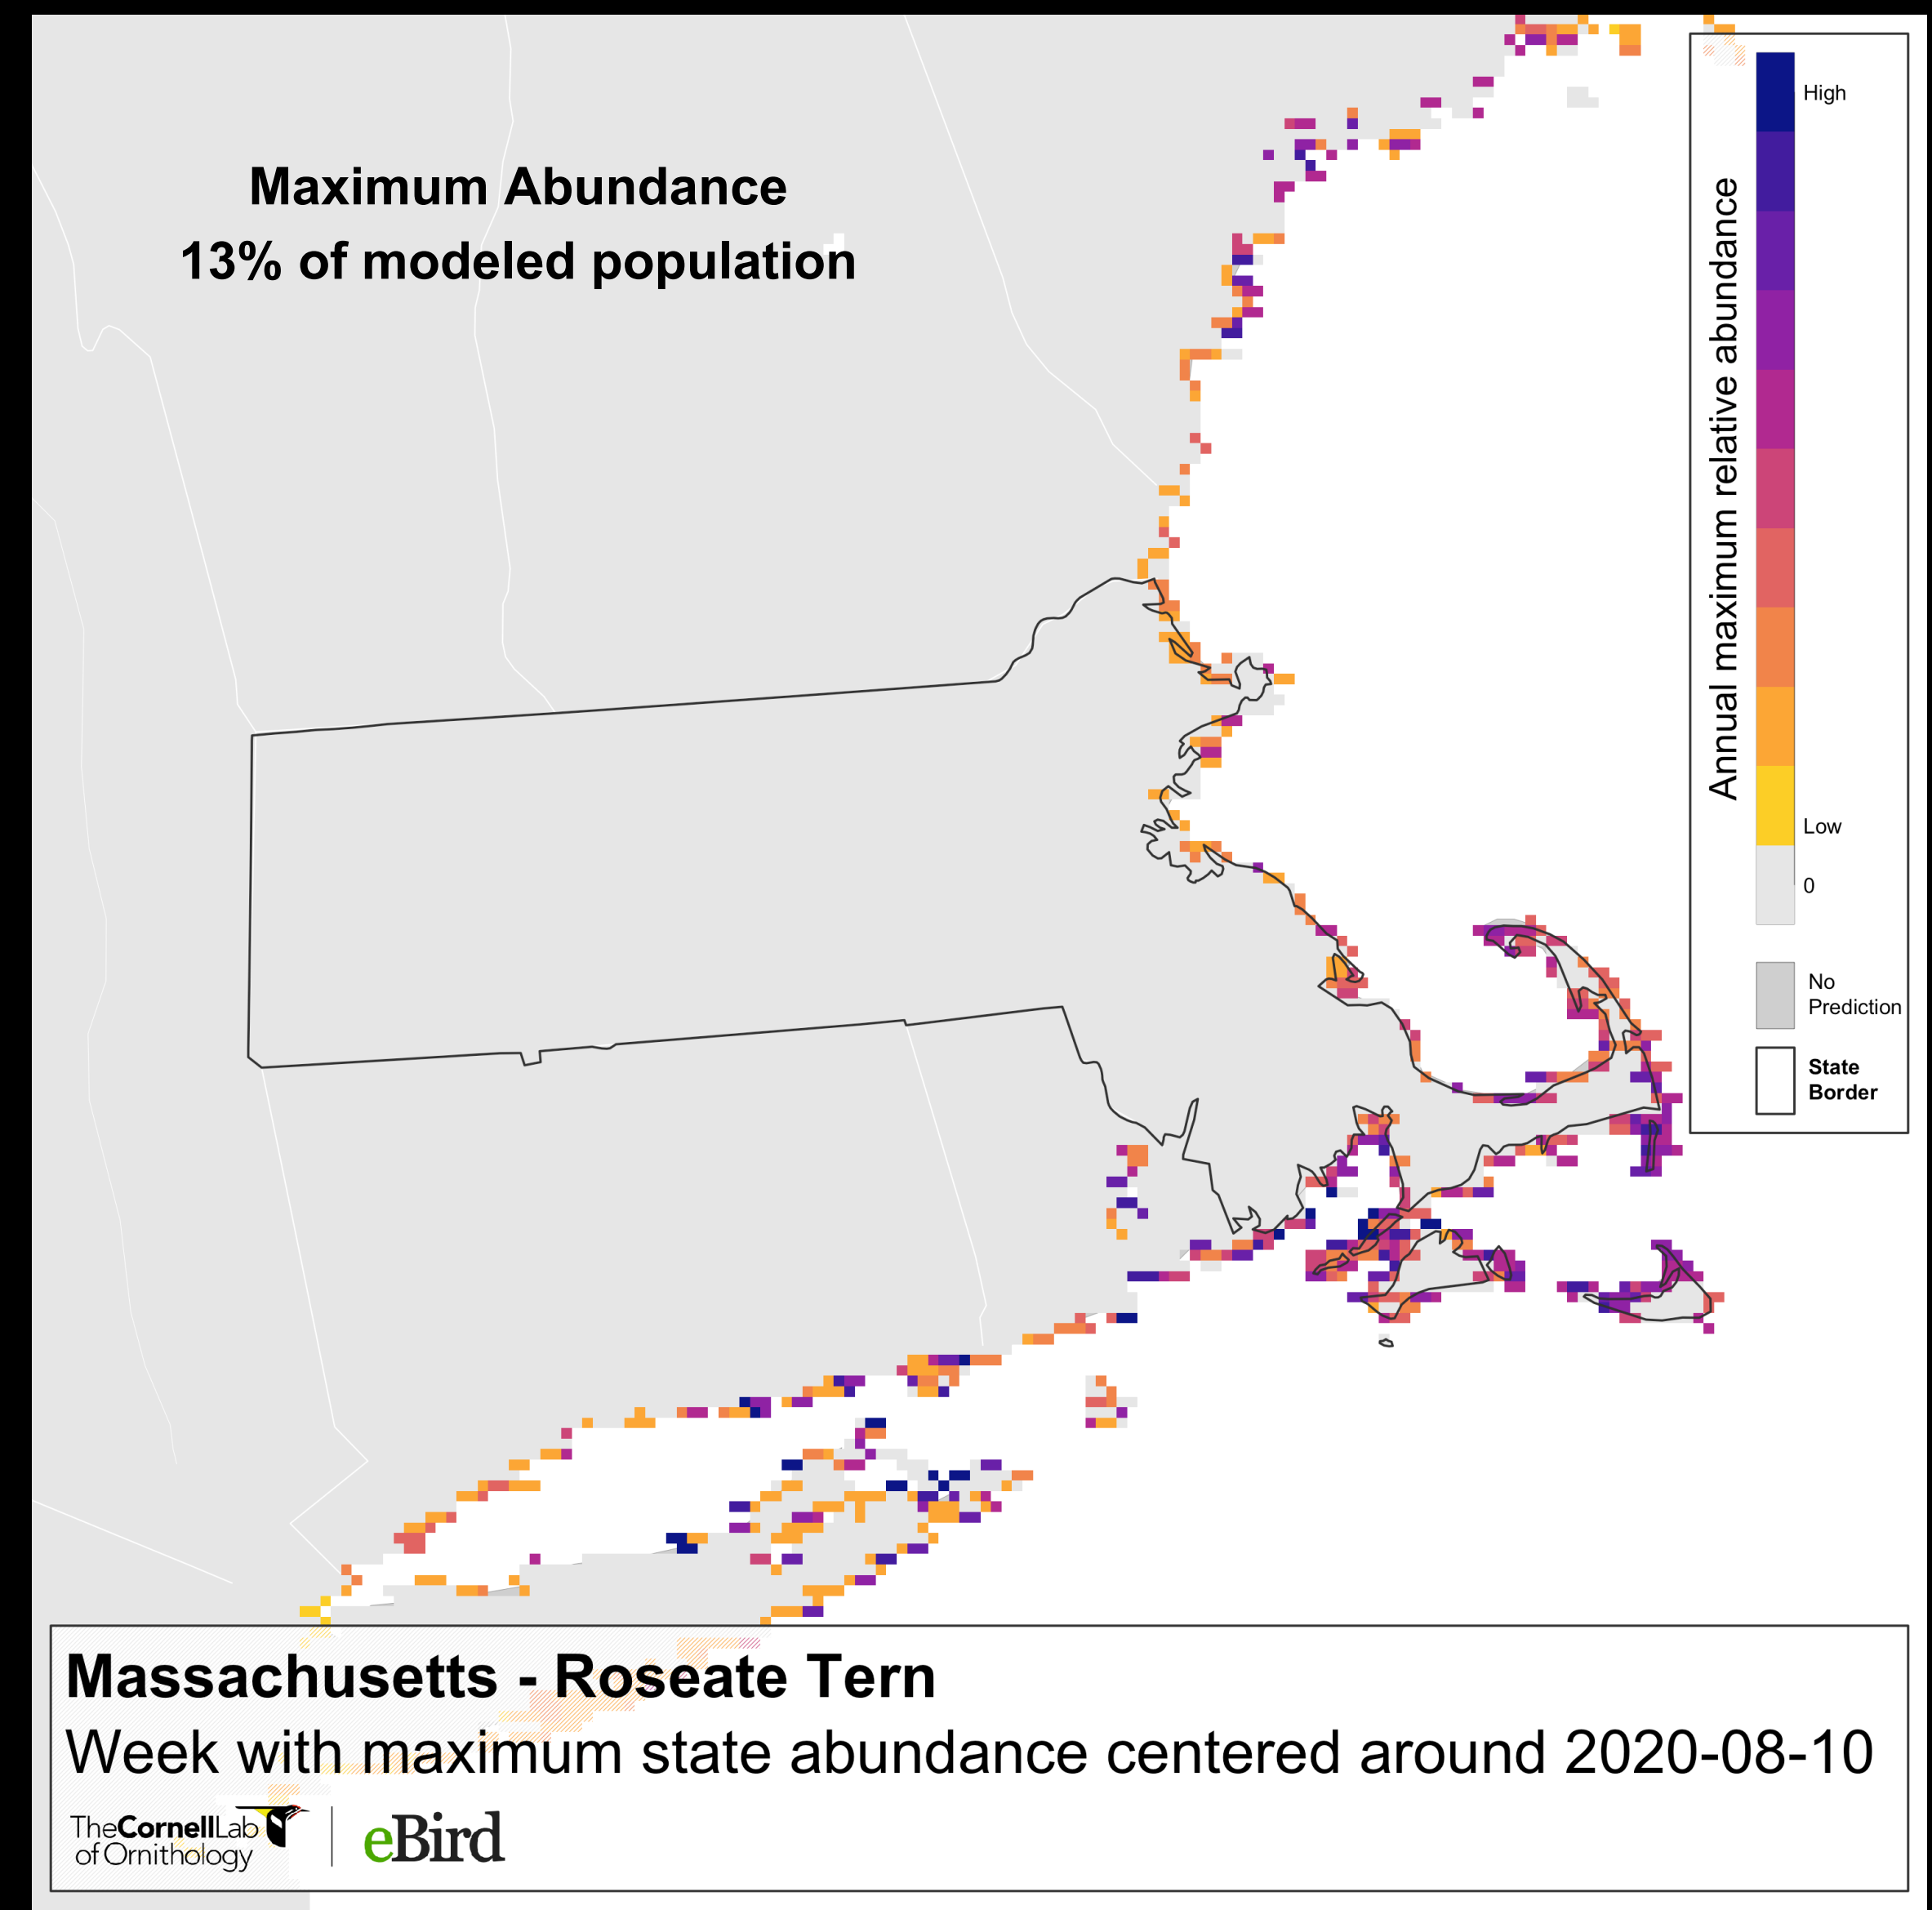 Maximum Abundance
13% of modeled population
Annual maximum relative abundance
High
Low
0
No
Prediction
State
Border
Massachusetts - Roseate Tern
Week with maximum state abundance centered around 2020-08-10
TheCornellLab
of Ornithology
eBird